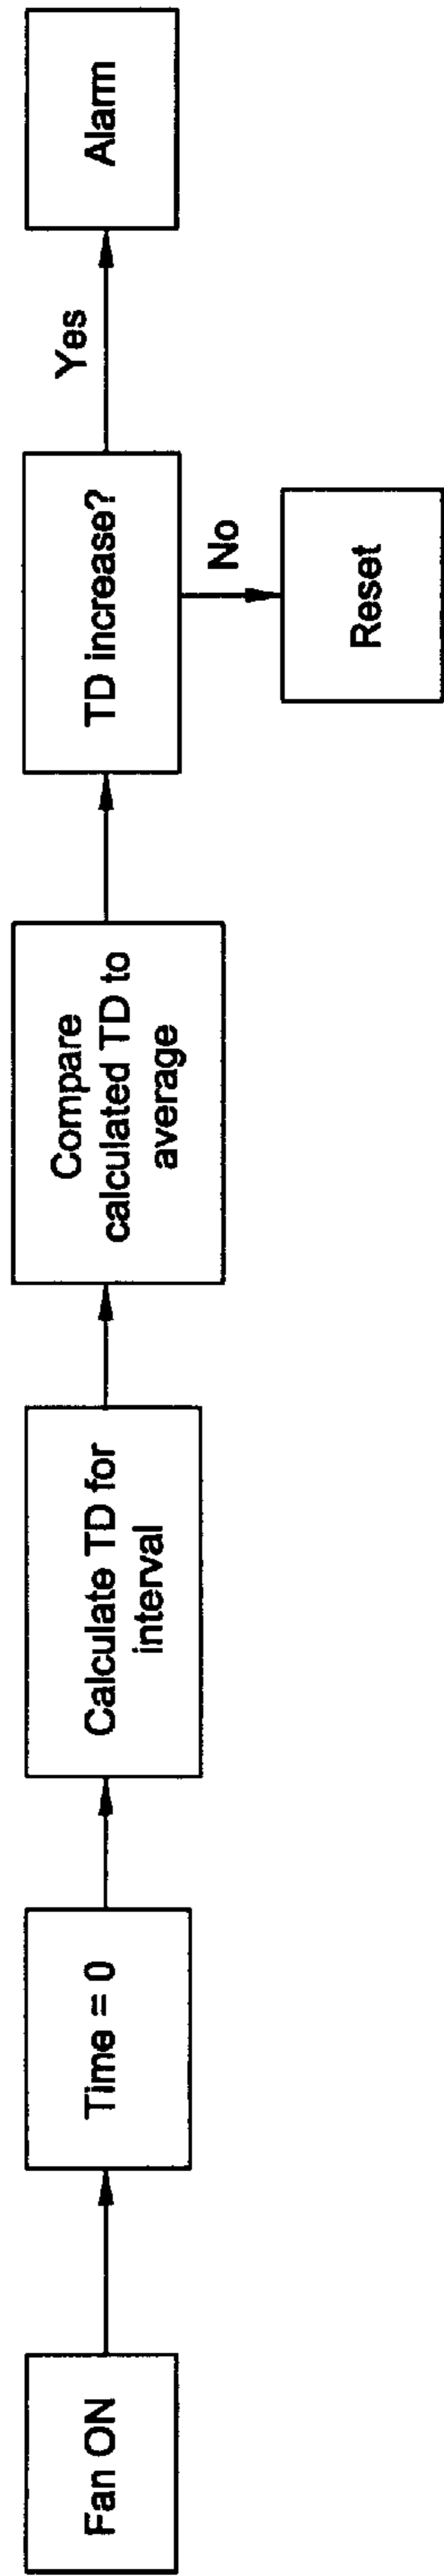 Fan ON
Time = 0
Calculate TD for
interval
Compare
calculated TD to
average
TD increase?
Yes
Alarm
No
Reset